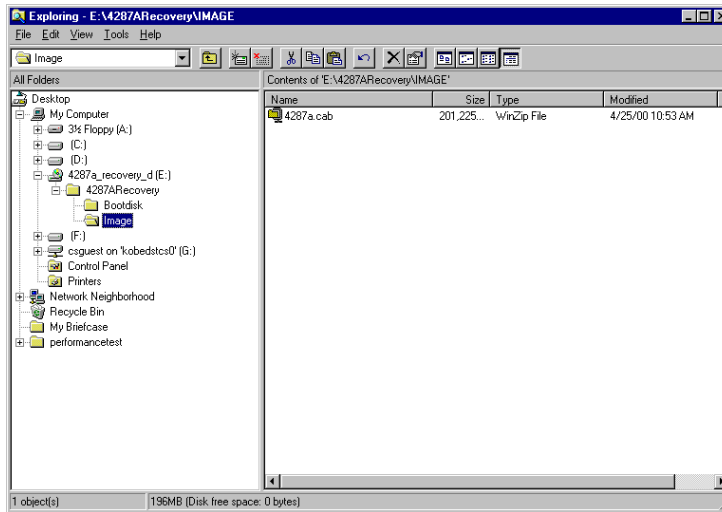 Exploring - E:\4287ARecovery\IMAGE
File Edit View Tools Help
Image
All Folders
Contents of 'E:\4287ARecovery\IMAGE'
Desktop
My Computer
3½ Floppy (A:)
(C:)
(D:)
4287a_recovery_d (E:)
4287ARecovery
Bootdisk
Image
(F:)
csguest on 'kobedstcs0' (G:)
Control Panel
Printers
Network Neighborhood
Recycle Bin
My Briefcase
performancetest
Name Size Type Modified
4287a.cab 201,225... WinZip File 4/25/00 10:53 AM
1 object(s) 196MB (Disk free space: 0 bytes)